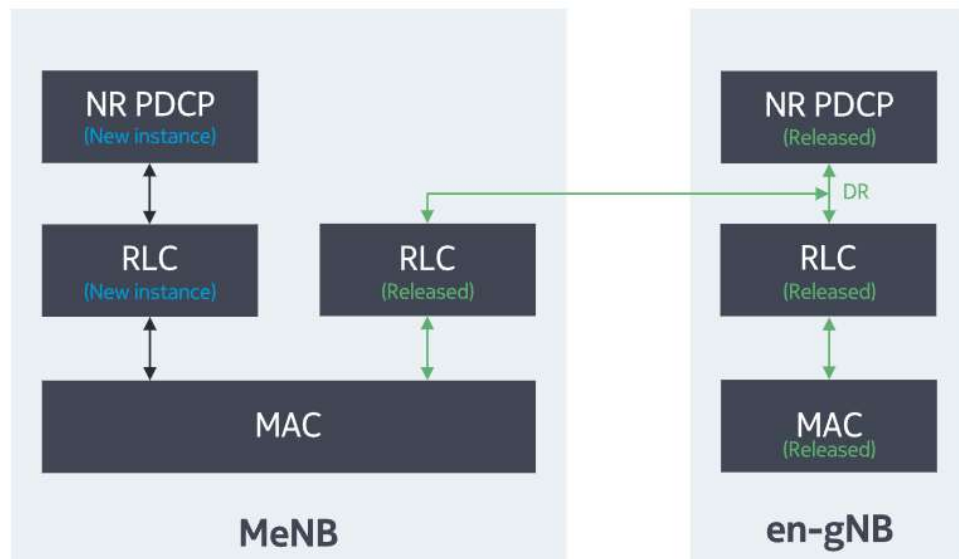 NR PDCP
(New instance)
NR PDCP
(Released)
DR
RLC
(New instance)
RLC
(Released)
RLC
(Released)
MAC
MAC
(Released)
MeNB
en-gNB